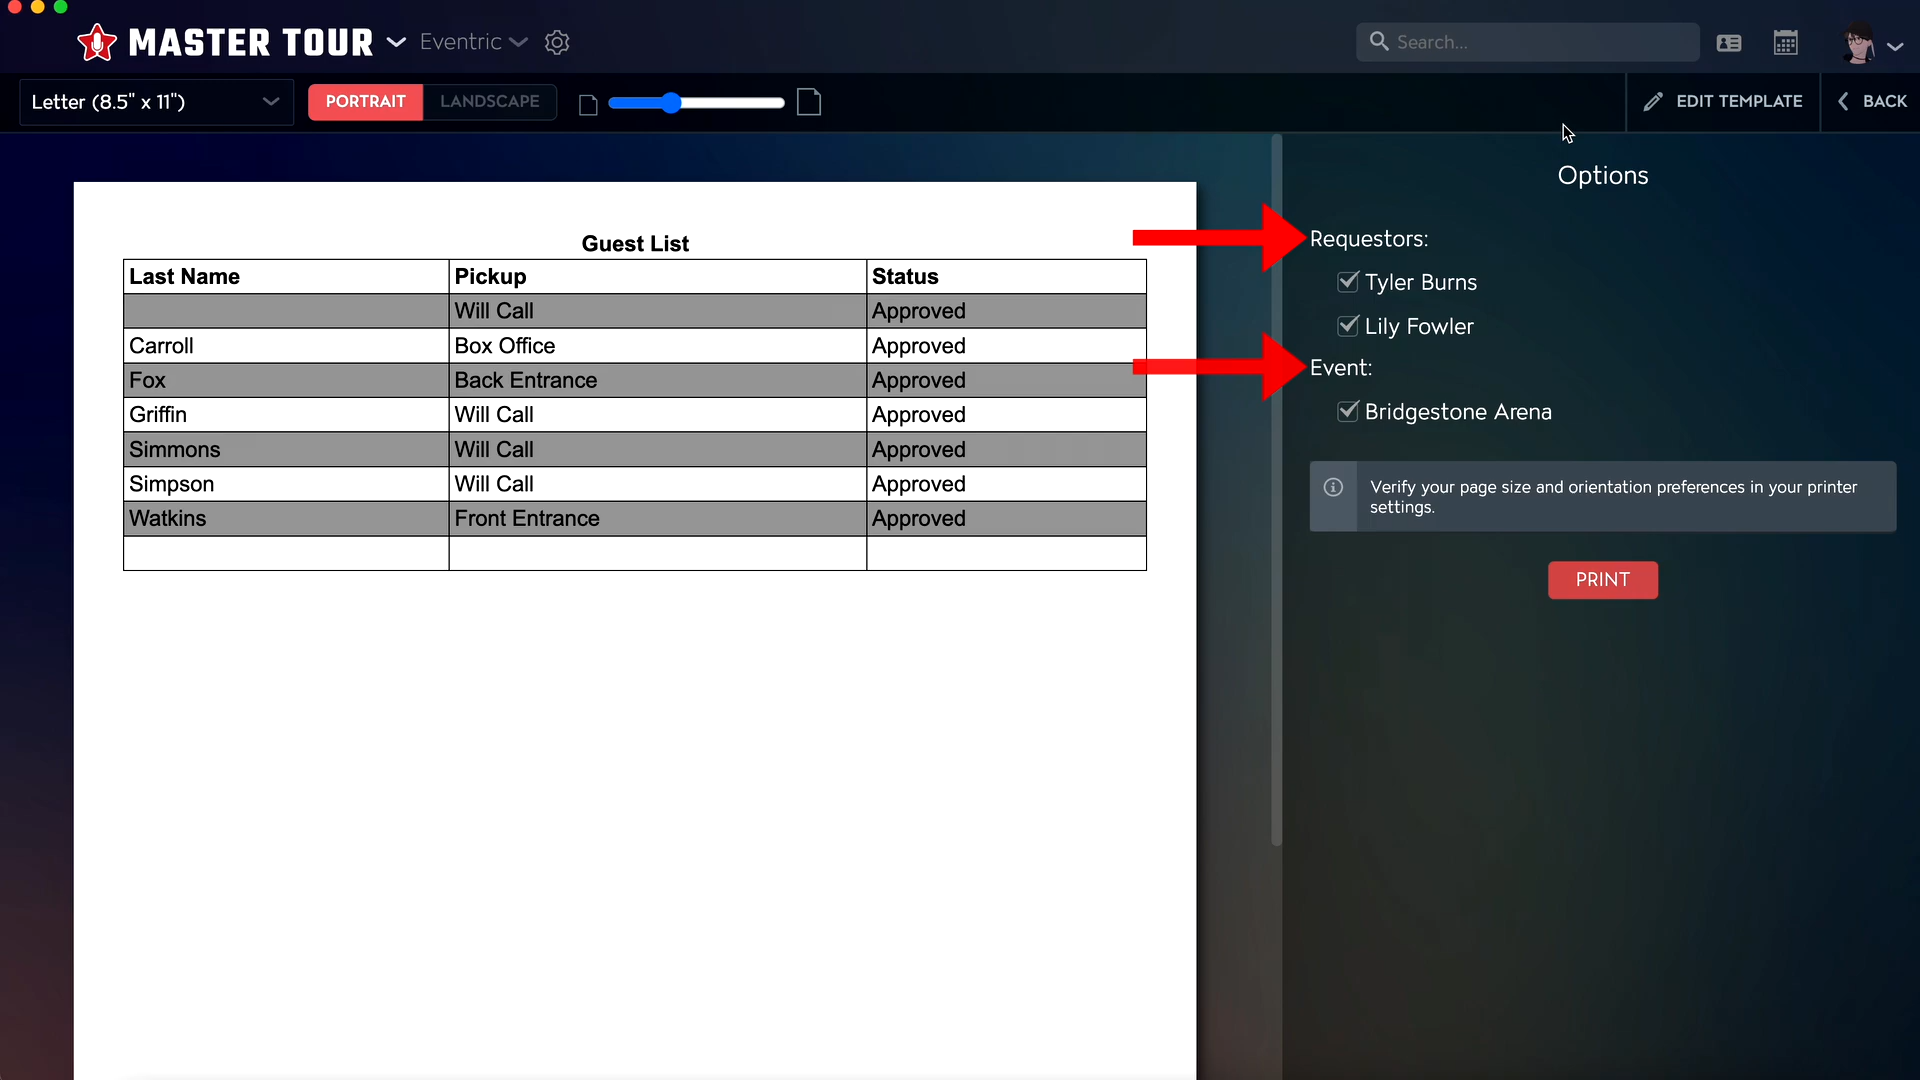 MASTER TOUR Eventric Search...
Letter (8.5" x 11") PORTRAIT LANDSCAPE EDIT TEMPLATE BACK
Guest List
Last Name Pickup Status
Will Call Approved
Carroll Box Office Approved
Fox Back Entrance Approved
Griffin Will Call Approved
Simmons Will Call Approved
Simpson Will Call Approved
Watkins Front Entrance Approved
Options
Requestors:
Tyler Burns
Lily Fowler
Event:
Bridgestone Arena
Verify your page size and orientation preferences in your printer
settings.
PRINT